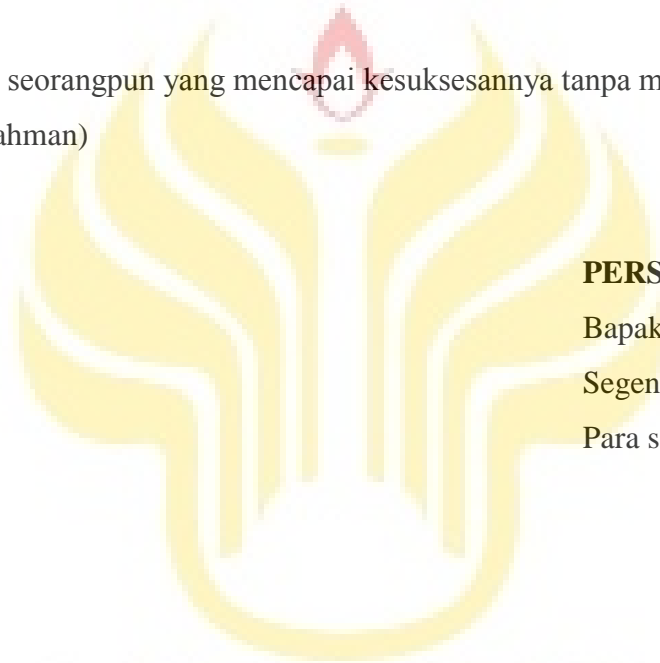 seorangpun yang mencapai kesuksesannya tanpa m
ahman)
PERS
Bapak
Segen
Para s